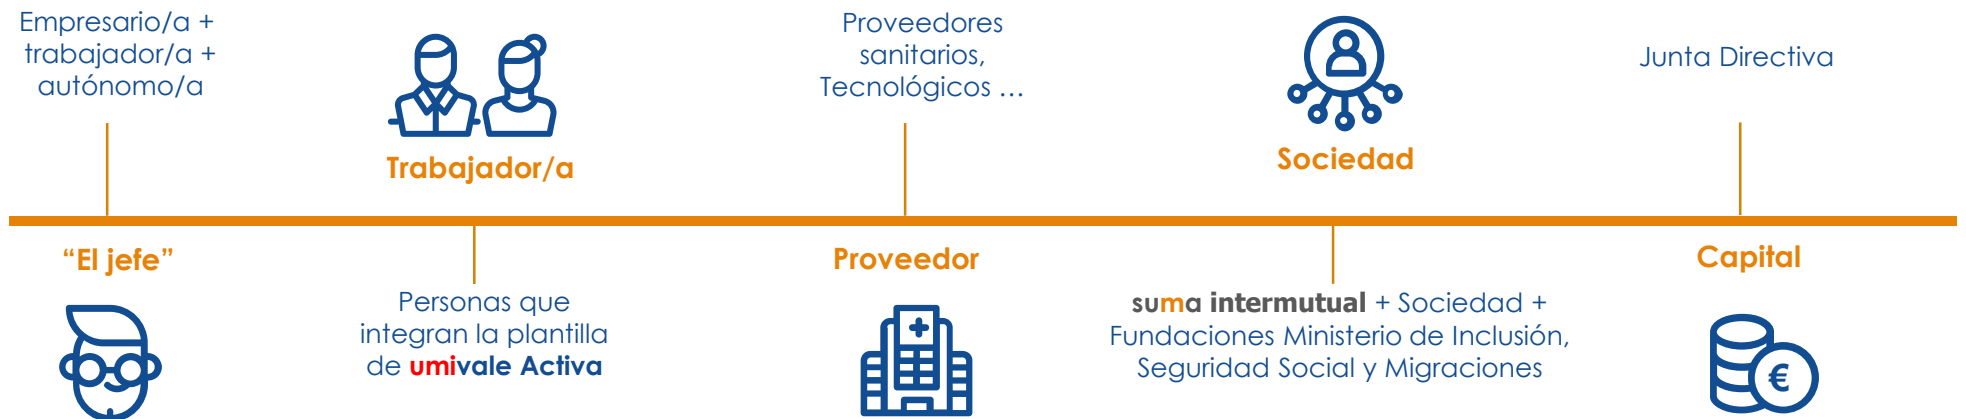 Empresario/a +
trabajador/a +
autónomo/a
"El jefe"
Trabajador/a
Personas que
integran la plantilla
de umivale Activa
Proveedores
sanitarios,
Tecnológicos …
Proveedor
Sociedad
suma intermutual + Sociedad +
Fundaciones Ministerio de Inclusión,
Seguridad Social y Migraciones
Junta Directiva
Capital
€